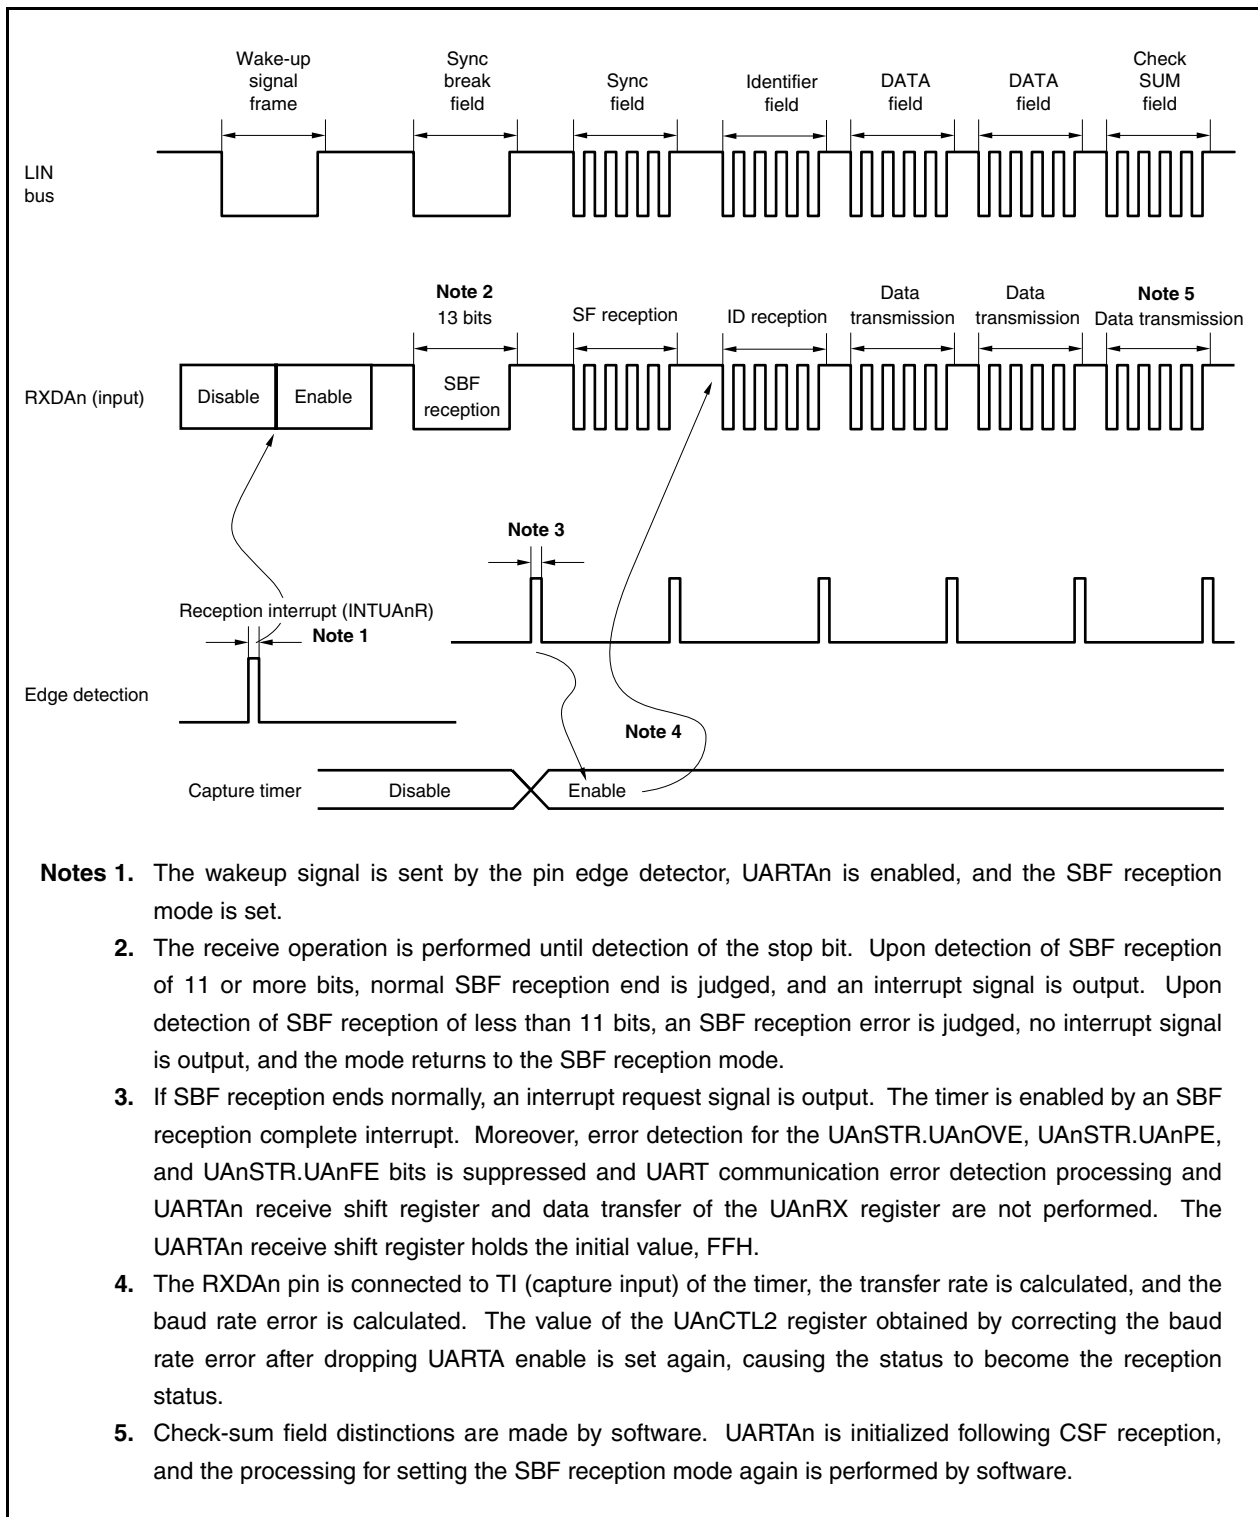 Wake-up
signal
frame
Sync
break
field
Sync
field
Identifier
field
DATA
field
DATA
field
Check
SUM
field
LIN
bus
Note 2
13 bits
SF reception
ID reception
Data
transmission
Data
transmission
Note 5
Data transmission
RXDAn (input)
Disable
Enable
SBF
reception
Note 3
Reception interrupt (INTUAnR)
Note 1
Edge detection
Note 4
Capture timer
Disable
Enable
Notes 1. The wakeup signal is sent by the pin edge detector, UARTAn is enabled, and the SBF reception
mode is set.
2. The receive operation is performed until detection of the stop bit. Upon detection of SBF reception
of 11 or more bits, normal SBF reception end is judged, and an interrupt signal is output. Upon
detection of SBF reception of less than 11 bits, an SBF reception error is judged, no interrupt signal
is output, and the mode returns to the SBF reception mode.
3. If SBF reception ends normally, an interrupt request signal is output. The timer is enabled by an SBF
reception complete interrupt. Moreover, error detection for the UAnSTR.UAnOVE, UAnSTR.UAnPE,
and UAnSTR.UAnFE bits is suppressed and UART communication error detection processing and
UARTAn receive shift register and data transfer of the UAnRX register are not performed. The
UARTAn receive shift register holds the initial value, FFH.
4. The RXDAn pin is connected to TI (capture input) of the timer, the transfer rate is calculated, and the
baud rate error is calculated. The value of the UAnCTL2 register obtained by correcting the baud
rate error after dropping UARTA enable is set again, causing the status to become the reception
status.
5. Check-sum field distinctions are made by software. UARTAn is initialized following CSF reception,
and the processing for setting the SBF reception mode again is performed by software.